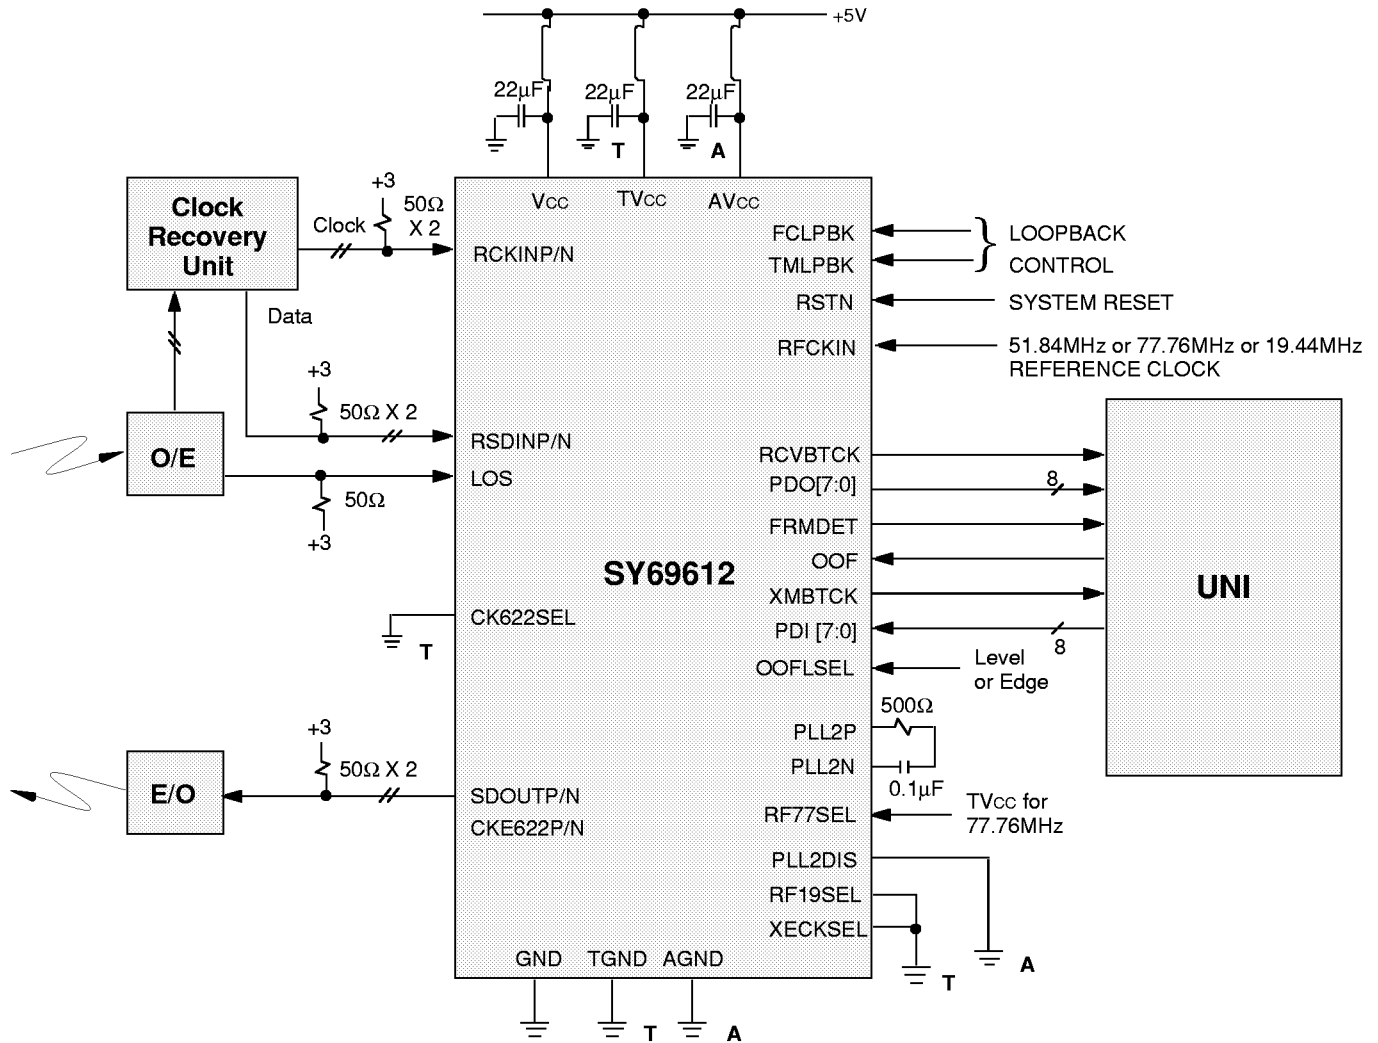 +5V
22µF
22µF
22µF
T
A
VCC
TVCC
AVCC
Clock
Recovery
Unit
Clock
+3
50Ω
X 2
RCKINP/N
Data
+3
50Ω X 2
RSDINP/N
O/E
LOS
50Ω
+3
CK622SEL
T
+3
50Ω X 2
E/O
SDOUTP/N
CKE622P/N
SY69612
FCLPBK
TMLPBK
LOOPBACK
CONTROL
RSTN
SYSTEM RESET
RFCKIN
51.84MHz or 77.76MHz or 19.44MHz
REFERENCE CLOCK
RCVBTCK
PDO[7:0]
8
FRMDET
OOF
XMBTCK
PDI [7:0]
8
UNI
OOFLSEL
Level
or Edge
500Ω
PLL2P
PLL2N
0.1µF
RF77SEL
TVCC for
77.76MHz
PLL2DIS
RF19SEL
XECKSEL
A
T
GND
TGND
AGND
T
A